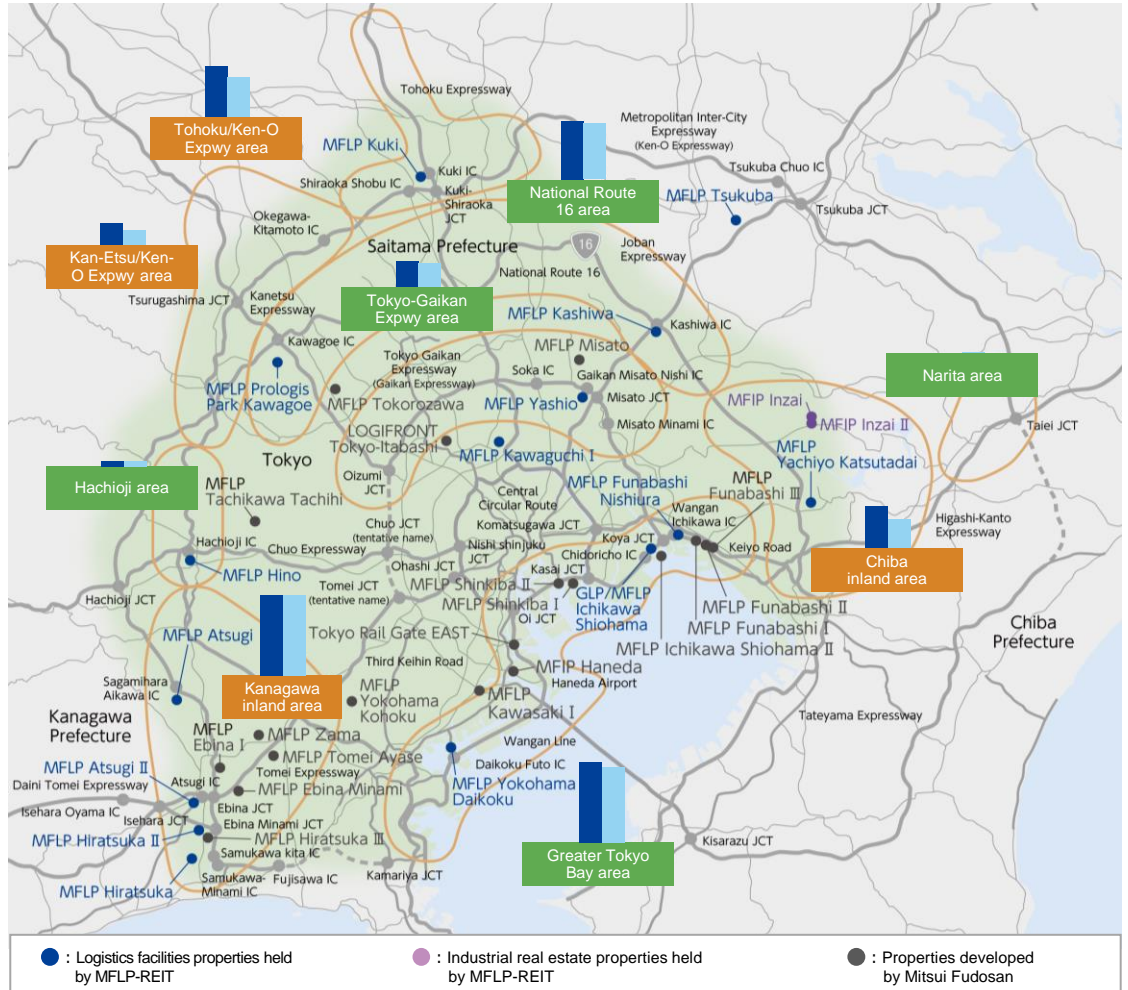 Tohoku Expressway
Tohoku/Ken-O
Expwy area
MFLP Kuki
Kuki IC
Shiraoka Shobu IC
Kuki-
Shiraoka
JCT
Metropolitan Inter-City
Expressway
(Ken-O Expressway)
Tsukuba Chuo IC
National Route
16 area
MFLP Tsukuba
Tsukuba JCT
Okegawa-
Kitamoto IC
Kan-Etsu/Ken-
O Expwy area
Saitama Prefecture
16
Joban
Expressway
National Route 16
Tsurugashima JCT
Kanetsu
Expressway
Tokyo-Gaikan
Expwy area
MFLP Kashiwa
Kashiwa IC
Kawagoe IC
MFLP Misato
Tokyo Gaikan
Expressway
(Gaikan Expressway)
Soka IC
Gaikan Misato Nishi IC
Narita area
MFLP Prologis
Park Kawagoe
MFLP Tokorozawa
MFLP Yashio
Misato JCT
Misato Minami IC
MFIP Inzai
MFIP Inzai II
Taiei JCT
LOGIFRONT
Tokyo-Itabashi
MFLP Kawaguchi I
MFLP
Yachiyo Katsutadai
Tokyo
Oizumi
JCT
Hachioji area
MFLP
Tachikawa Tachihi
MFLP Funabashi
Nishiura
MFLP
Funabashi III
Central
Circular Route
Wangan
Ichikawa IC
Higashi-Kanto
Expressway
Chuo JCT
(tentative name)
Komatsugawa JCT
Koya JCT
Keiyo Road
Hachioji IC
Chuo Expressway
Nishi shinjuku
JCT
Chidoricho IC
Chiba
inland area
Ohashi JCT
Kasai JCT
MFLP Hino
Tomei JCT
(tentative name)
MFLP Shinkiba II
MFLP Shinkiba I
GLP/MFLP
Ichikawa
Shiohama
MFLP Funabashi II
MFLP Funabashi I
MFLP Ichikawa Shiohama II
Hachioji JCT
Oi JCT
Chiba
Prefecture
MFLP Atsugi
Tokyo Rail Gate EAST
Third Keihin Road
MFIP Haneda
Haneda Airport
Sagamihara
Aikawa IC
Kanagawa
inland area
MFLP
Yokohama
Kohoku
MFLP
Kawasaki I
Kanagawa
Prefecture
MFLP
Ebina I
MFLP Zama
Tateyama Expressway
Wangan Line
MFLP Tomei Ayase
Daikoku Futo IC
MFLP Atsugi II
Atsugi IC
Tomei Expressway
MFLP Yokohama
Daikoku
Daini Tomei Expressway
MFLP Ebina Minami
Isehara Oyama IC
Isehara JCT
Ebina JCT
Ebina Minami JCT
MFLP Hiratsuka II
MFLP Hiratsuka III
Kisarazu JCT
Samukawa kita IC
Greater Tokyo
Bay area
MFLP Hiratsuka
Samukawa-
Minami IC
Fujisawa IC
Kamariya JCT
: Logistics facilities properties held
by MFLP-REIT
: Industrial real estate properties held
by MFLP-REIT
: Properties developed
by Mitsui Fudosan